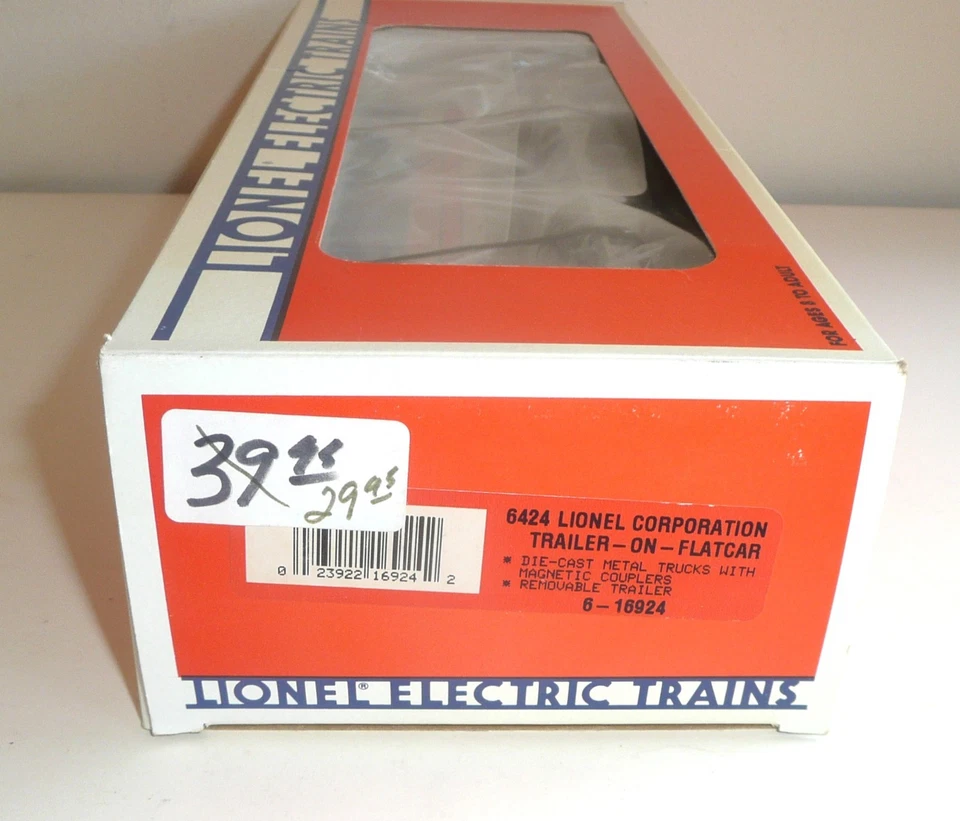 LIONEL ELECTRIC TRAINS
FOR AGES 8 TO ADULT
39 95
29 95
0 23922 16924 2
6424 LIONEL CORPORATION
TRAILER-ON-FLATCAR
* DIE-CAST METAL TRUCKS WITH
MAGNETIC COUPLERS
* REMOVABLE TRAILER
6-16924
LIONEL® ELECTRIC TRAINS